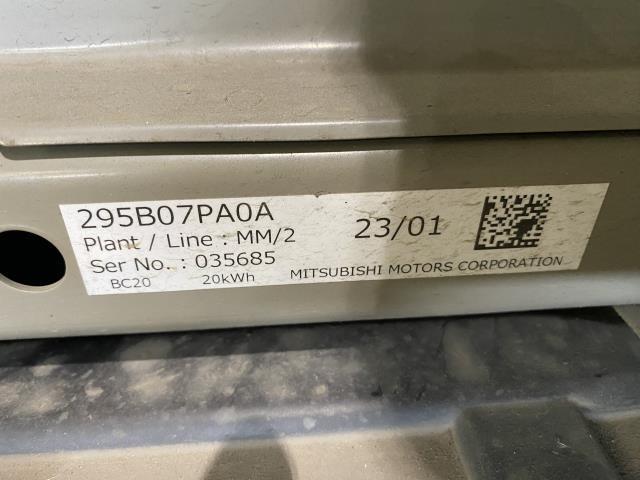 295B07PA0A 23/01
Plant / Line : MM/2
Ser No. : 035685
BC20 20kWh MITSUBISHI MOTORS CORPORATION